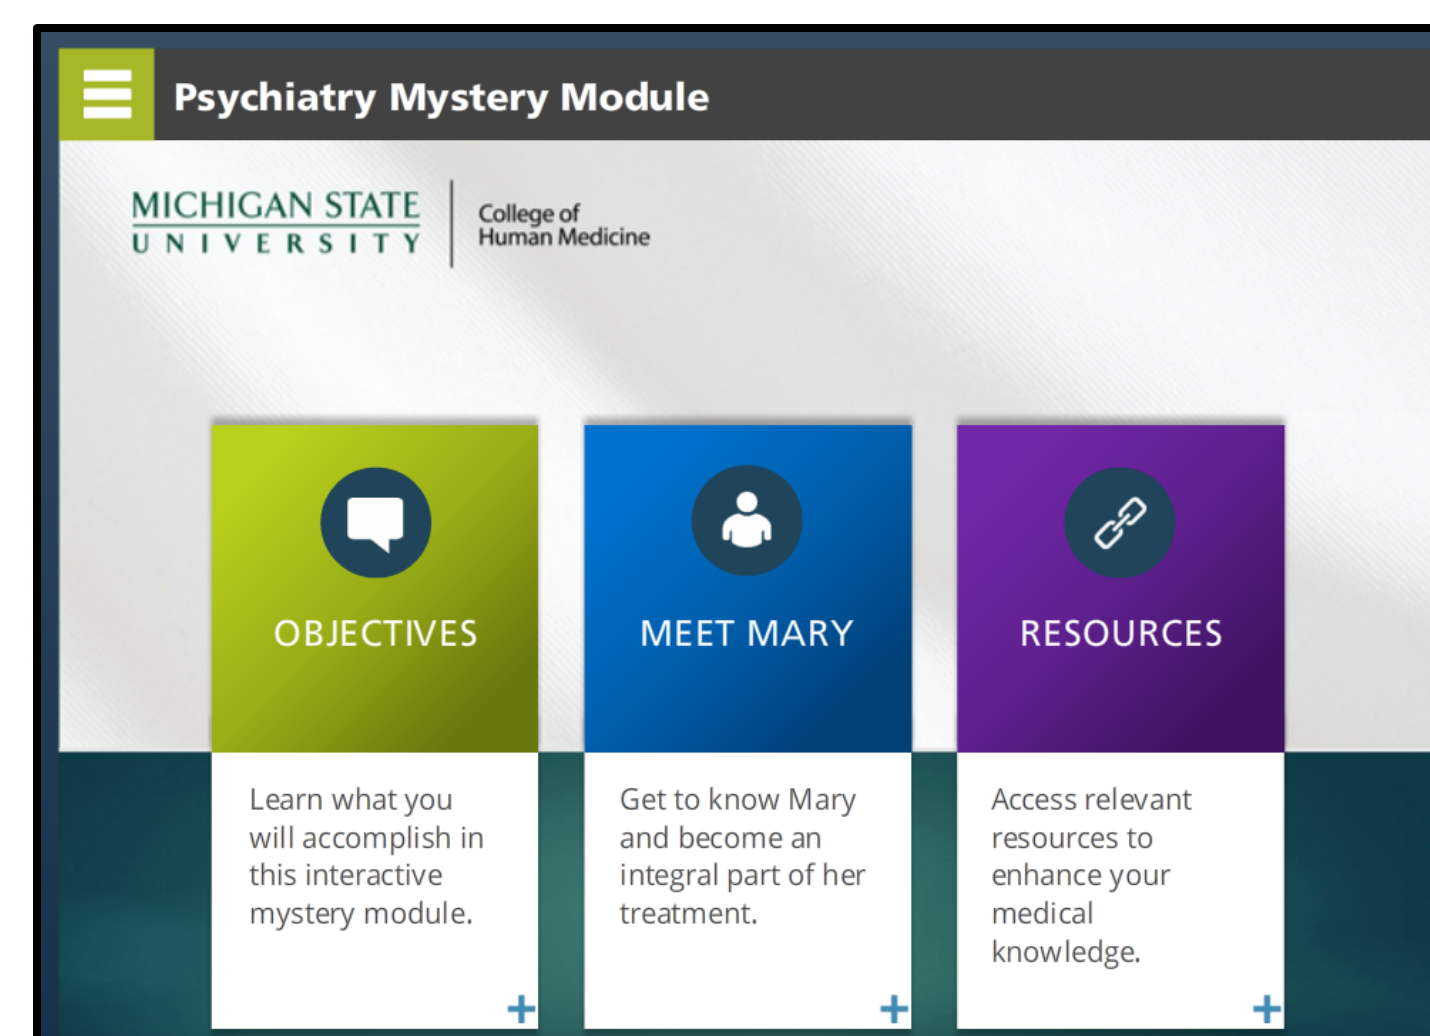 Psychiatry Mystery Module
MICHIGAN STATE
UNIVERSITY
College of
Human Medicine
OBJECTIVES
Learn what you
will accomplish in
this interactive
mystery module.
MEET MARY
Get to know Mary
and become an
integral part of her
treatment.
RESOURCES
Access relevant
resources to
enhance your
medical
knowledge.